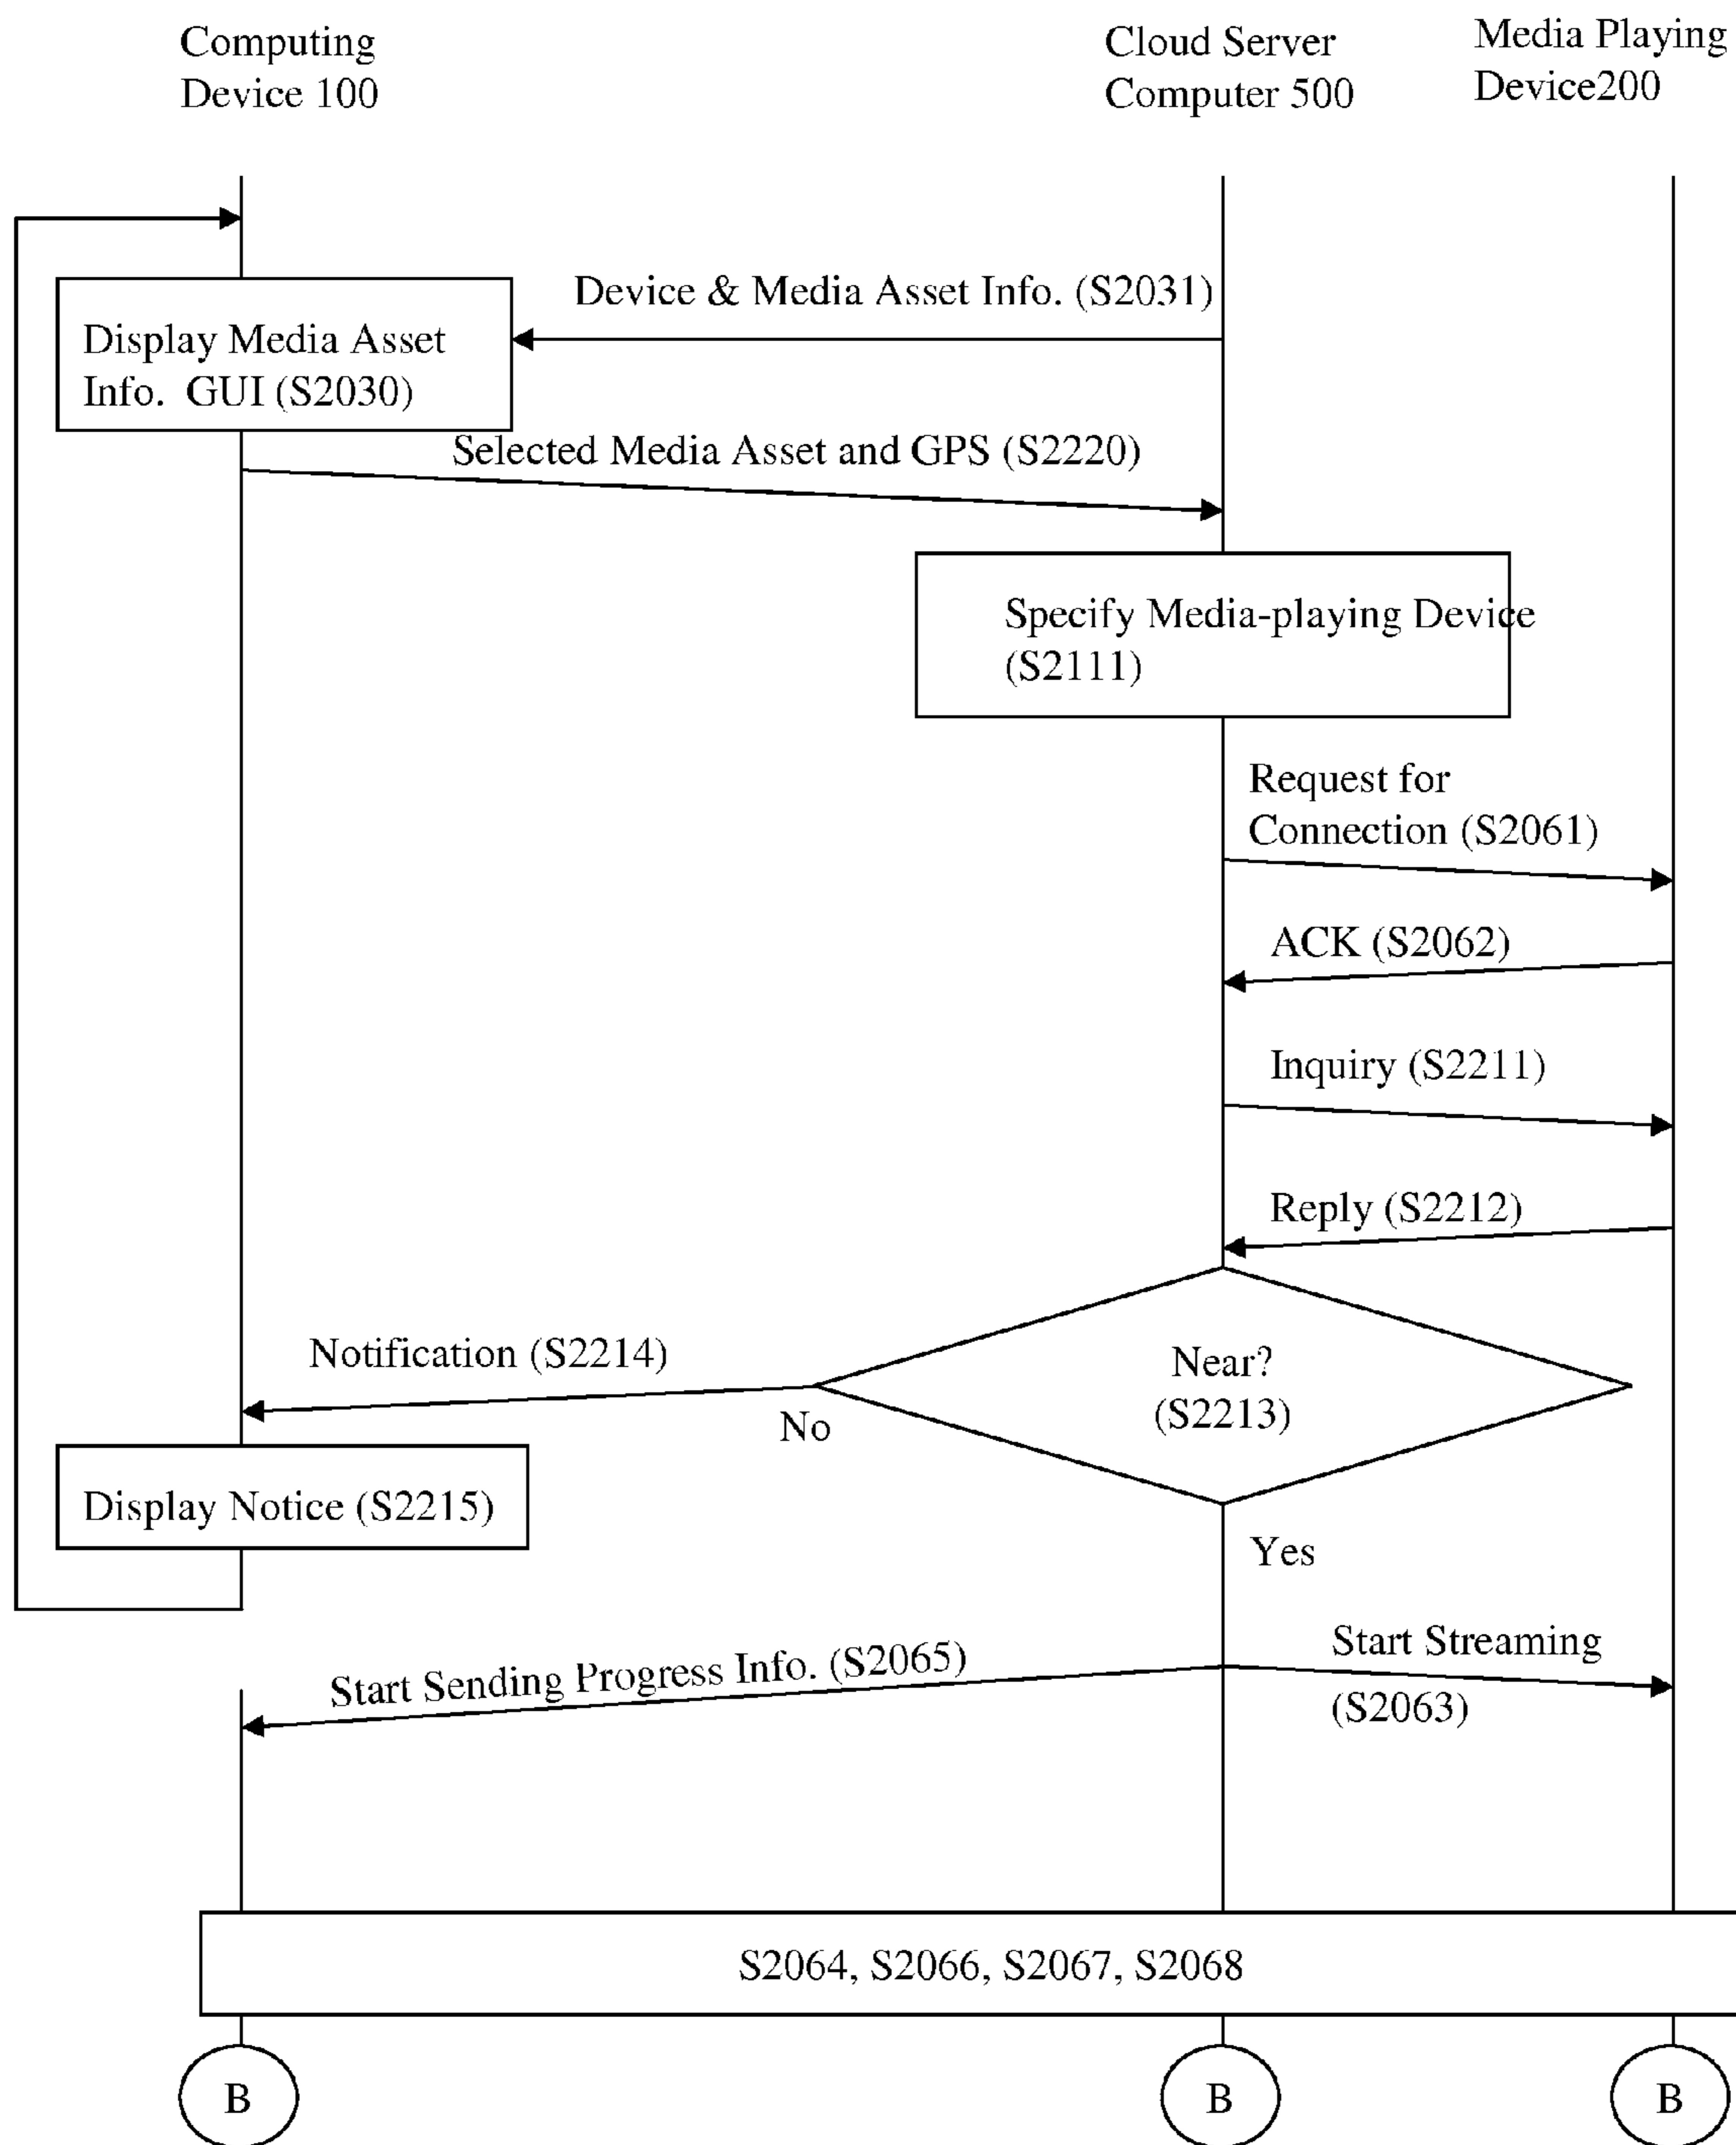 Computing
Device 100
Cloud Server
Computer 500
Media Playing
Device200
Device & Media Asset Info. (S2031)
Display Media Asset
Info. GUI (S2030)
Selected Media Asset and GPS (S2220)
Specify Media-playing Device
(S2111)
Request for
Connection (S2061)
ACK (S2062)
Inquiry (S2211)
Reply (S2212)
Notification (S2214)
Near?
(S2213)
No
Display Notice (S2215)
Yes
Start Sending Progress Info. (S2065)
Start Streaming
(S2063)
S2064, S2066, S2067, S2068
B
B
B